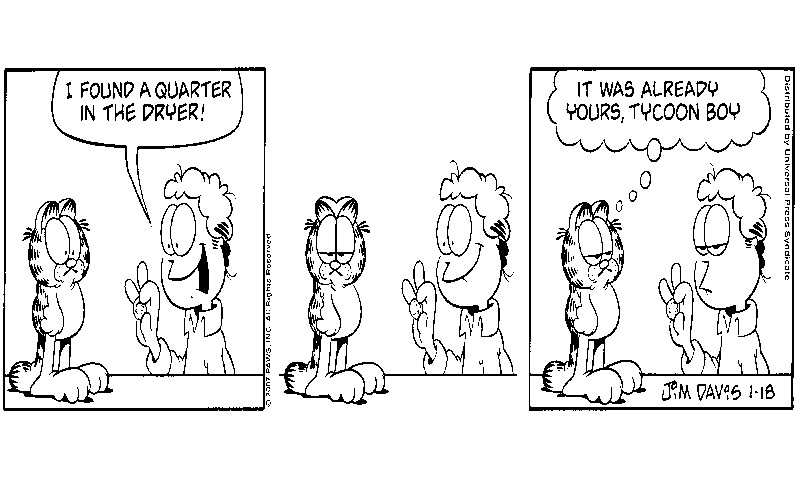 I FOUND A QUARTER
IN THE DRYER!
© 2007 PAWS, INC. All Rights Reserved
IT WAS ALREADY
YOURS, TYCOON BOY
Distributed by Universal Press Syndicate
JIM DAVIS 1-18